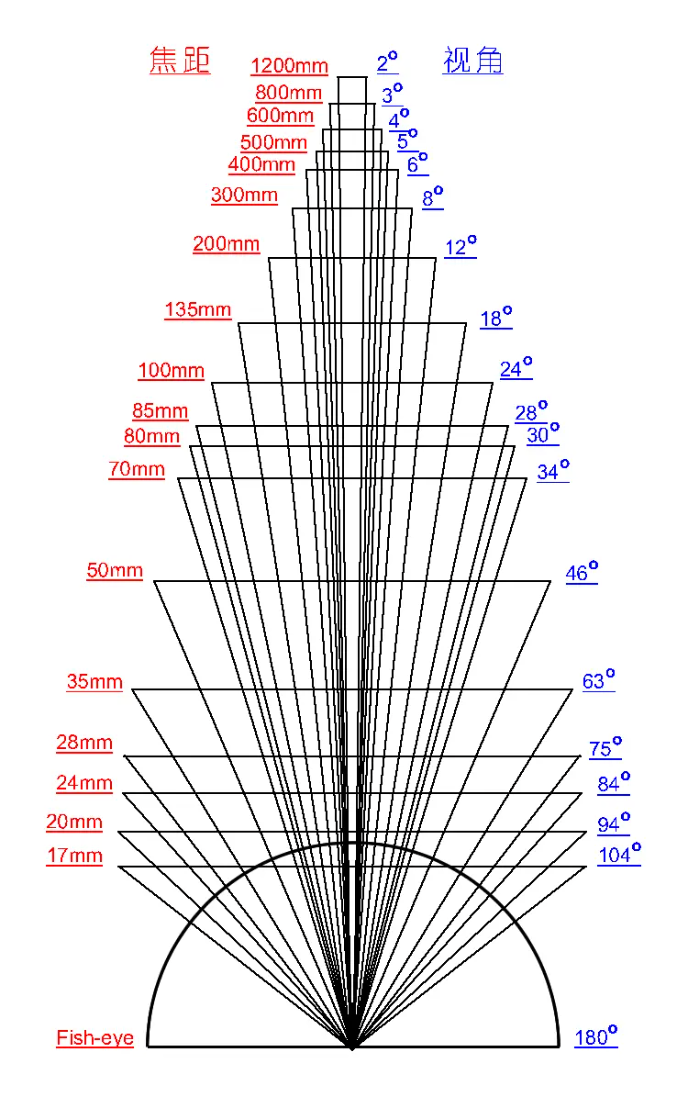 焦距 视角
1200mm 2°
800mm 3°
600mm 4°
500mm 5°
400mm 6°
300mm 8°
200mm 12°
135mm 18°
100mm 24°
85mm 28°
80mm 30°
70mm 34°
50mm 46°
35mm 63°
28mm 75°
24mm 84°
20mm 94°
17mm 104°
Fish-eye 180°